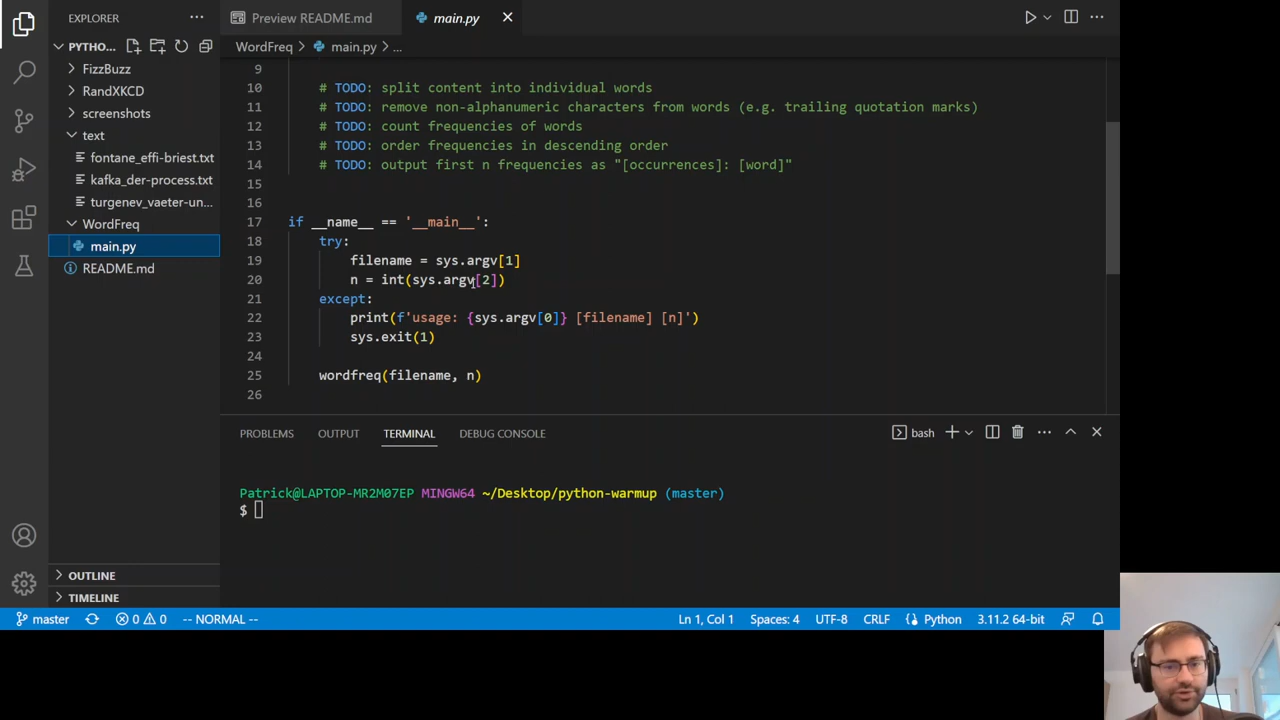 EXPLORER ...
Preview README.md
main.py
PYTHO...
WordFreq > main.py > ...
FizzBuzz
RandXKCD
screenshots
text
fontane_effi-briest.txt
kafka_der-process.txt
turgenev_vaeter-un...
WordFreq
main.py
README.md
9
10 # TODO: split content into individual words
11 # TODO: remove non-alphanumeric characters from words (e.g. trailing quotation marks)
12 # TODO: count frequencies of words
13 # TODO: order frequencies in descending order
14 # TODO: output first n frequencies as "[occurrences]: [word]"
15
16
17 if __name__ == '__main__':
18 try:
19 filename = sys.argv[1]
20 n = int(sys.argv[2])
21 except:
22 print(f'usage: {sys.argv[0]} [filename] [n]')
23 sys.exit(1)
24
25 wordfreq(filename, n)
26
PROBLEMS OUTPUT TERMINAL DEBUG CONSOLE
bash
Patrick@LAPTOP-MR2M07EP MINGW64 ~/Desktop/python-warmup (master)
$
OUTLINE
TIMELINE
master 0 0 -- NORMAL -- Ln 1, Col 1 Spaces: 4 UTF-8 CRLF Python 3.11.2 64-bit